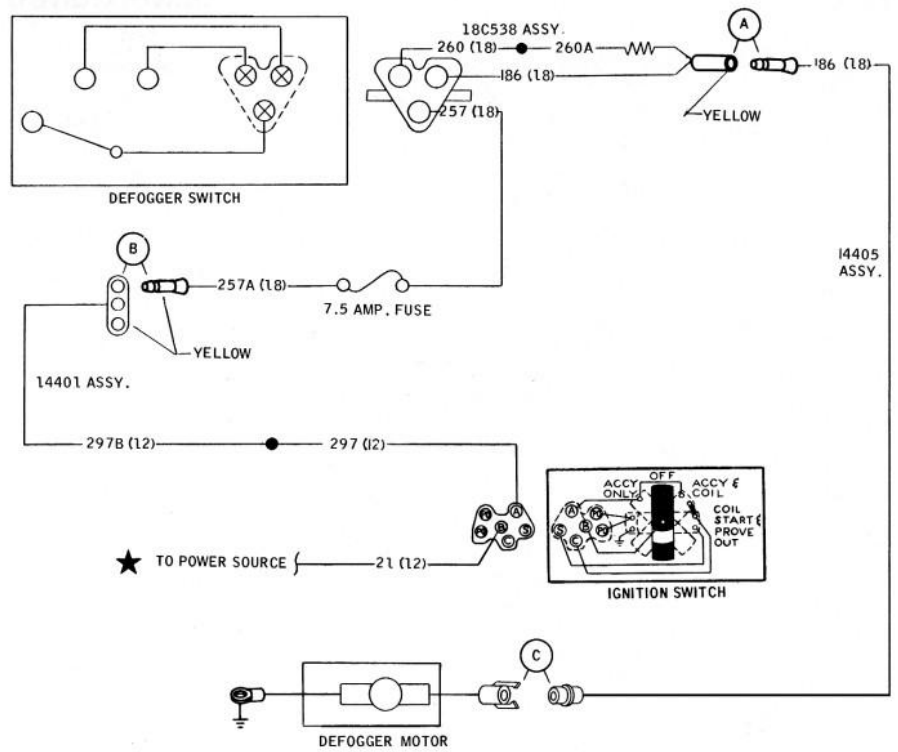 18C538 ASSY.
260 (18) 260A
A
186 (18)
186 (18)
257 (18)
YELLOW
DEFOGGER SWITCH
B
14405
ASSY.
257A (18)
7.5 AMP. FUSE
YELLOW
14401 ASSY.
297B (12) 297 (12)
OFF
ACCY
ONLY
ACCY &
COIL
COIL
START &
PROVE
OUT
A
B
C
S
A
B
S
C
★ TO POWER SOURCE 21 (12)
IGNITION SWITCH
C
DEFOGGER MOTOR